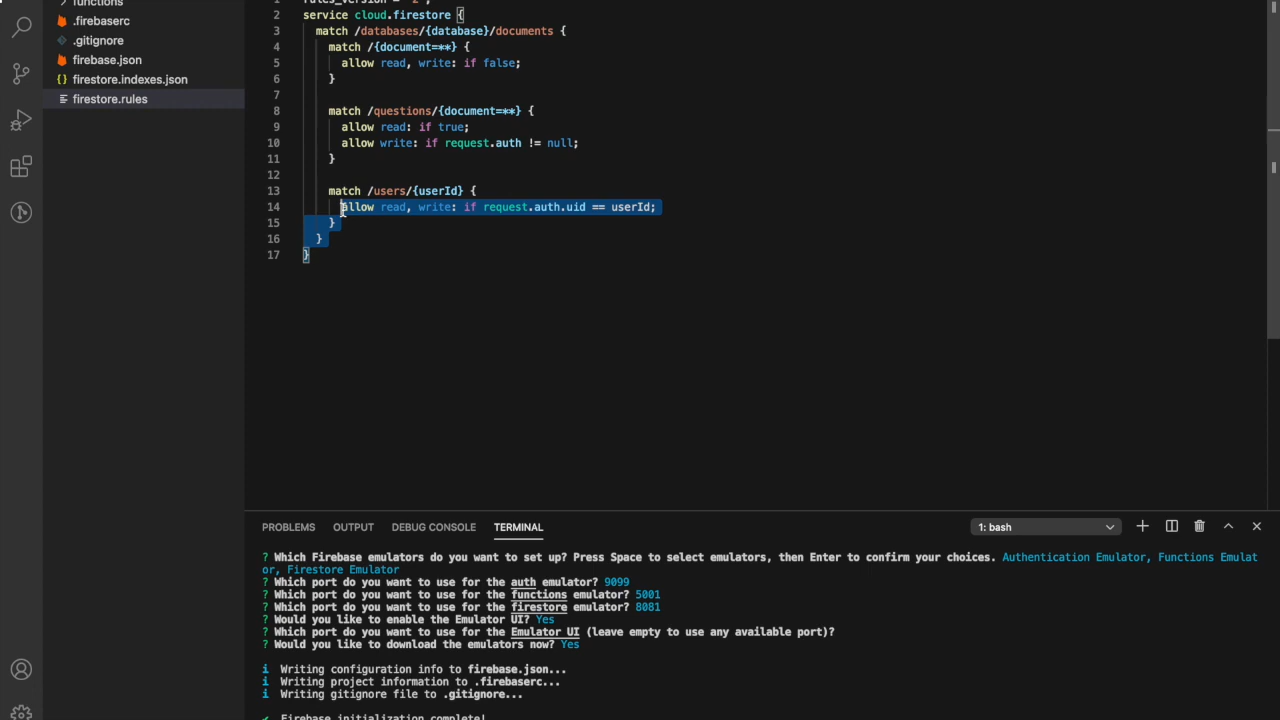 functions
.firebaserc
.gitignore
firebase.json
{} firestore.indexes.json
firestore.rules
1 rules_version = '2';
2 service cloud.firestore {
3 match /databases/{database}/documents {
4 match /{document=**} {
5 allow read, write: if false;
6 }
7
8 match /questions/{document=**} {
9 allow read: if true;
10 allow write: if request.auth != null;
11 }
12
13 match /users/{userId} {
14 allow read, write: if request.auth.uid == userId;
15 }
16 }
17 }
PROBLEMS OUTPUT DEBUG CONSOLE TERMINAL 1: bash
? Which Firebase emulators do you want to set up? Press Space to select emulators, then Enter to confirm your choices. Authentication Emulator, Functions Emulat
or, Firestore Emulator
? Which port do you want to use for the auth emulator? 9099
? Which port do you want to use for the functions emulator? 5001
? Which port do you want to use for the firestore emulator? 8081
? Would you like to enable the Emulator UI? Yes
? Which port do you want to use for the Emulator UI (leave empty to use any available port)?
? Would you like to download the emulators now? Yes
i Writing configuration info to firebase.json...
i Writing project information to .firebaserc...
i Writing gitignore file to .gitignore...
✔ Firebase initialization complete!